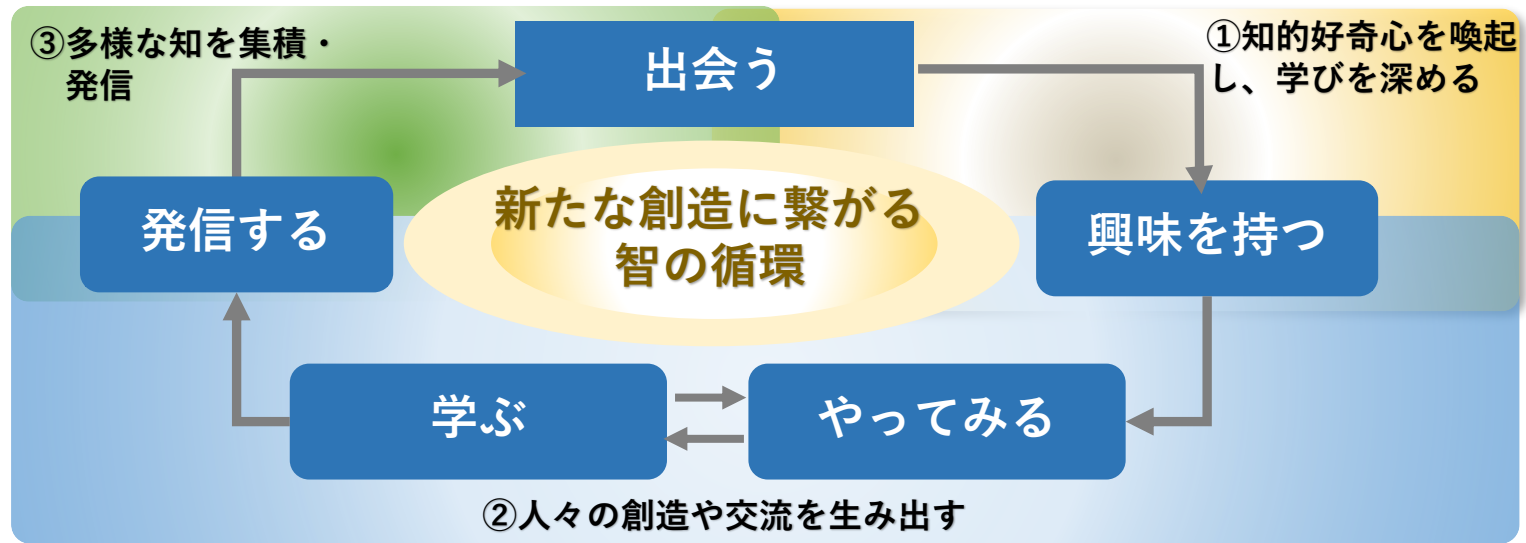 ③多様な知を集積・
発信
出会う
①知的好奇心を喚起
し、学びを深める
新たな創造に繋がる
智の循環
発信する
興味を持つ
学ぶ
やってみる
②人々の創造や交流を生み出す